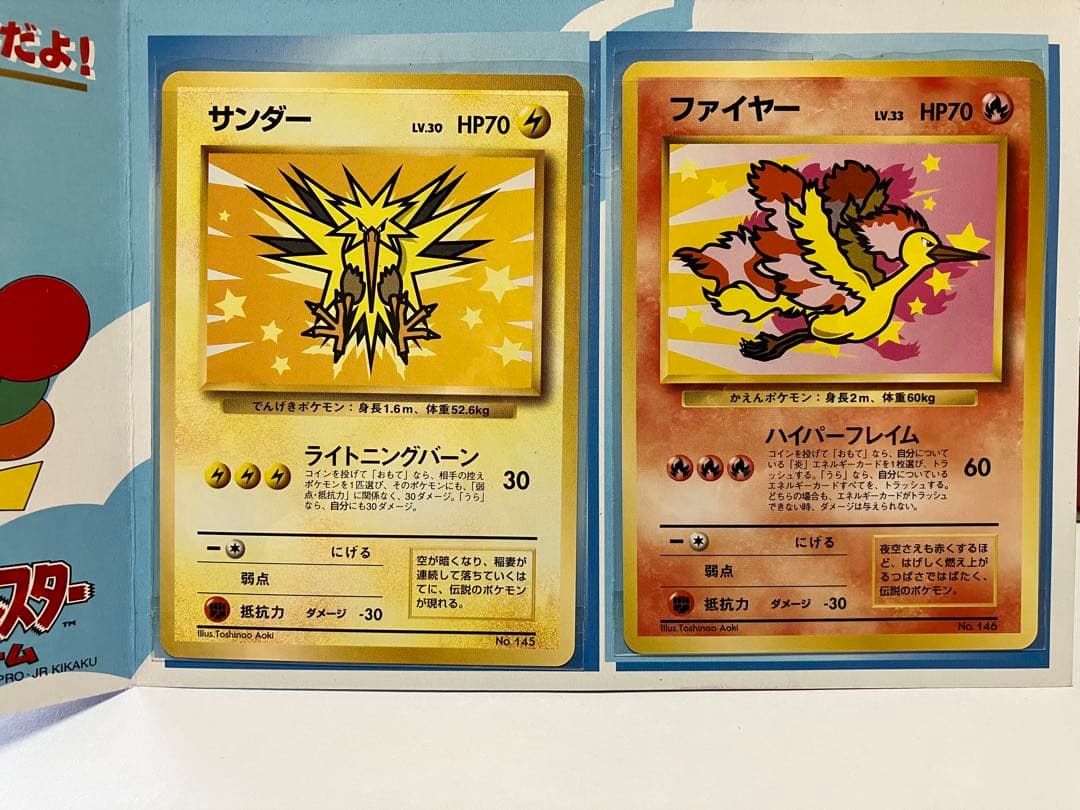 だよ!
スター
TM
ーム
PRO・JR KIKAKU
サンダー
LV.30 HP70
でんげきポケモン：身長1.6m、体重52.6kg
ライトニングバーン
コインを投げて「おもて」なら、相手の控え
ポケモンを1匹選び、そのポケモンにも、「弱
点・抵抗力」に関係なく、30ダメージ。「うら」
なら、自分にも30ダメージ。
30
にげる
弱点
抵抗力 ダメージ -30
空が暗くなり、稲妻が
連続して落ちていくは
てに、伝説のポケモン
が現れる。
Illus.Toshinao Aoki
No. 145
ファイヤー
LV.33 HP70
かえんポケモン：身長2m、体重60kg
ハイパーフレイム
コインを投げて「おもて」なら、自分についている
いる「炎」エネルギーカードを1枚選び、トラ
ッシュする。「うら」なら、自分についている
エネルギーカードすべてを、トラッシュする。
どちらの場合も、エネルギーカードがトラッシュ
できない時、ダメージは与えられない。
60
にげる
弱点
抵抗力 ダメージ -30
夜空さえも赤くするほ
ど、はげしく燃え上が
るつばさではばたく、
伝説のポケモン。
Illus.Toshinao Aoki
No. 146